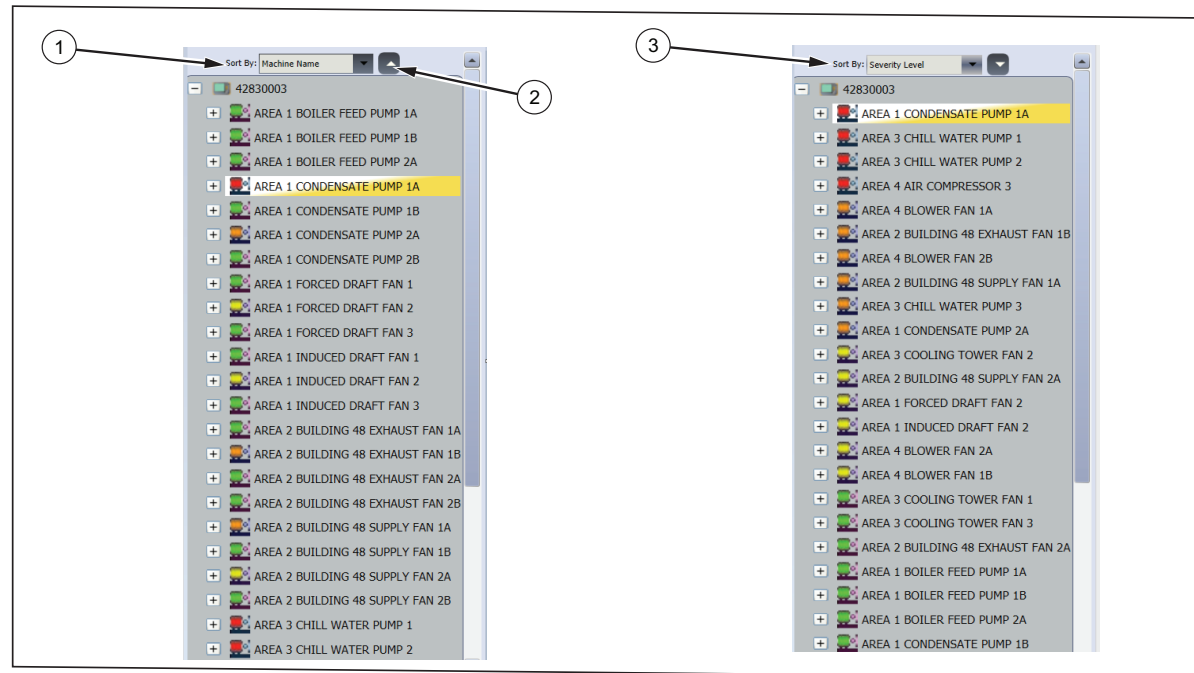 1
Sort By: Machine Name
2
42830003
AREA 1 BOILER FEED PUMP 1A
AREA 1 BOILER FEED PUMP 1B
AREA 1 BOILER FEED PUMP 2A
AREA 1 CONDENSATE PUMP 1A
AREA 1 CONDENSATE PUMP 1B
AREA 1 CONDENSATE PUMP 2A
AREA 1 CONDENSATE PUMP 2B
AREA 1 FORCED DRAFT FAN 1
AREA 1 FORCED DRAFT FAN 2
AREA 1 FORCED DRAFT FAN 3
AREA 1 INDUCED DRAFT FAN 1
AREA 1 INDUCED DRAFT FAN 2
AREA 1 INDUCED DRAFT FAN 3
AREA 2 BUILDING 48 EXHAUST FAN 1A
AREA 2 BUILDING 48 EXHAUST FAN 1B
AREA 2 BUILDING 48 EXHAUST FAN 2A
AREA 2 BUILDING 48 EXHAUST FAN 2B
AREA 2 BUILDING 48 SUPPLY FAN 1A
AREA 2 BUILDING 48 SUPPLY FAN 1B
AREA 2 BUILDING 48 SUPPLY FAN 2A
AREA 2 BUILDING 48 SUPPLY FAN 2B
AREA 3 CHILL WATER PUMP 1
AREA 3 CHILL WATER PUMP 2
3
Sort By: Severity Level
42830003
AREA 1 CONDENSATE PUMP 1A
AREA 3 CHILL WATER PUMP 1
AREA 3 CHILL WATER PUMP 2
AREA 4 AIR COMPRESSOR 3
AREA 4 BLOWER FAN 1A
AREA 2 BUILDING 48 EXHAUST FAN 1B
AREA 4 BLOWER FAN 2B
AREA 2 BUILDING 48 SUPPLY FAN 1A
AREA 3 CHILL WATER PUMP 3
AREA 1 CONDENSATE PUMP 2A
AREA 3 COOLING TOWER FAN 2
AREA 2 BUILDING 48 SUPPLY FAN 2A
AREA 1 FORCED DRAFT FAN 2
AREA 1 INDUCED DRAFT FAN 2
AREA 4 BLOWER FAN 2A
AREA 4 BLOWER FAN 1B
AREA 3 COOLING TOWER FAN 1
AREA 3 COOLING TOWER FAN 3
AREA 2 BUILDING 48 EXHAUST FAN 2A
AREA 1 BOILER FEED PUMP 1A
AREA 1 BOILER FEED PUMP 1B
AREA 1 BOILER FEED PUMP 2A
AREA 1 CONDENSATE PUMP 1B